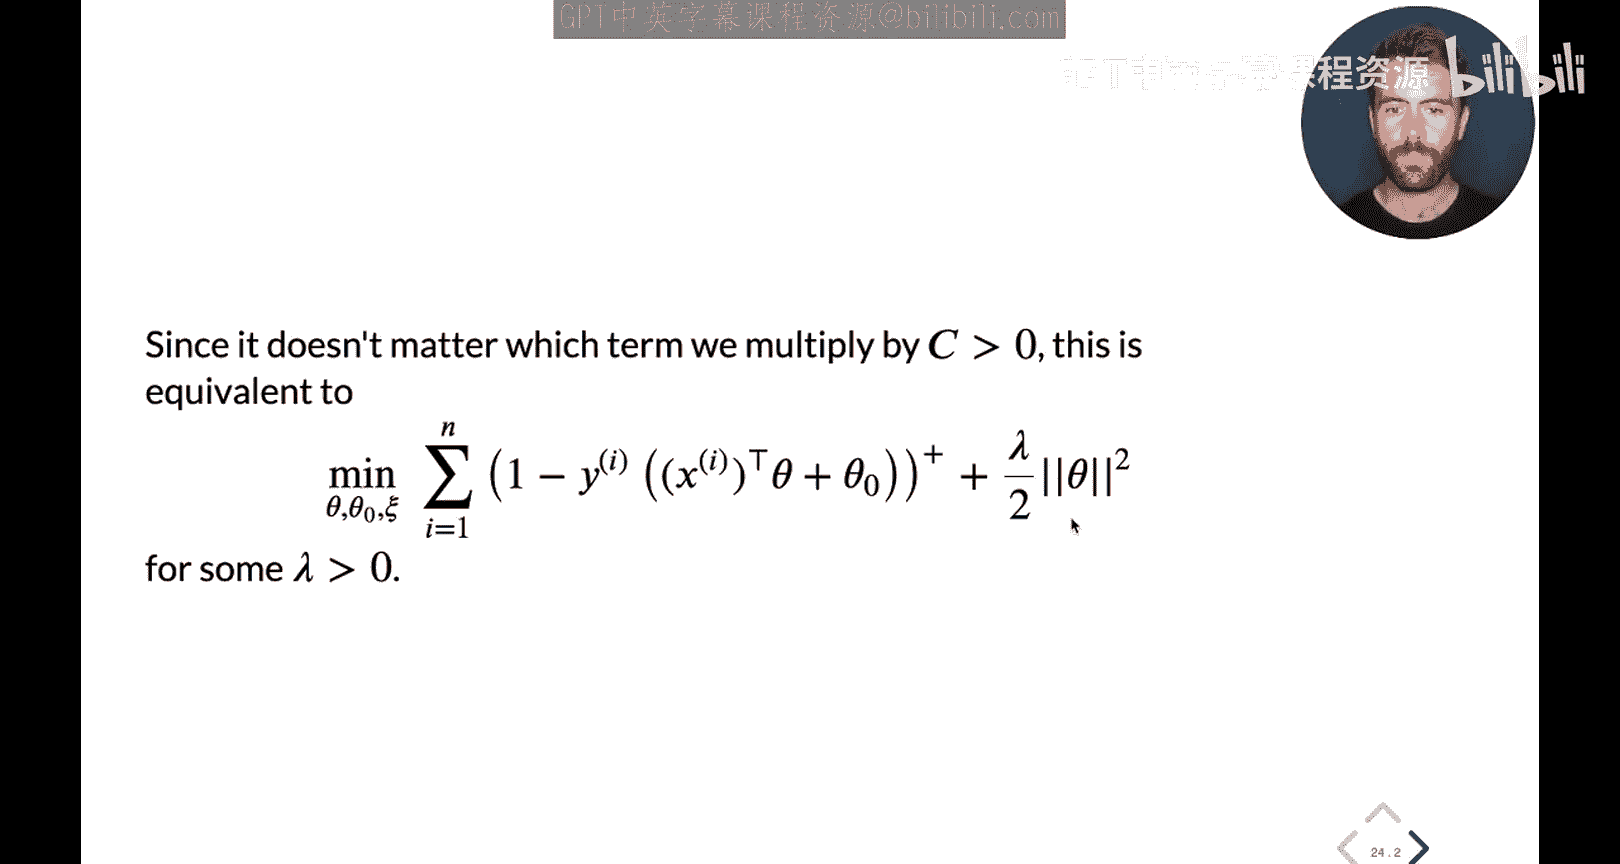 GPT中英字幕课程资源@bilibili.com
课程资源 bilibili
Since it doesn't matter which term we multiply by C > 0, this is
equivalent to
min_{θ,θ₀,ξ} ∑_{i=1}^{n} (1 − y^{(i)} ((x^{(i)})^⊤ θ + θ₀))^+ + λ/2 ||θ||²
for some λ > 0.
24.2